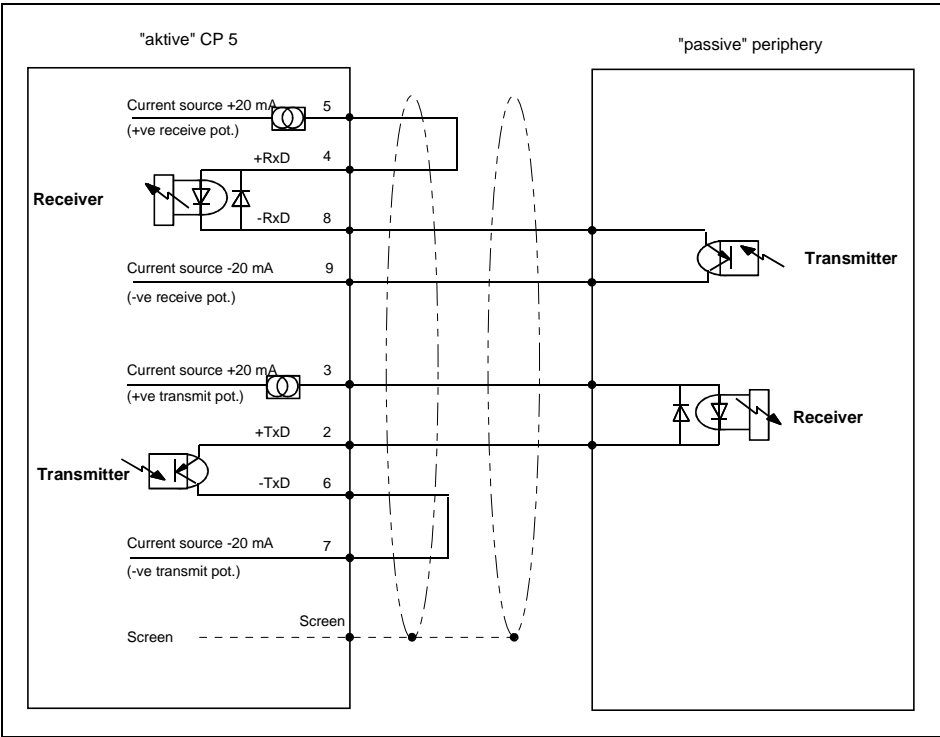 "aktive" CP 5
"passive" periphery
Current source +20 mA 5
(+ve receive pot.)
+RxD 4
Receiver
-RxD 8
Transmitter
Current source -20 mA 9
(-ve receive pot.)
Current source +20 mA 3
(+ve transmit pot.)
Receiver
+TxD 2
Transmitter
-TxD 6
Current source -20 mA 7
(-ve transmit pot.)
Screen
Screen